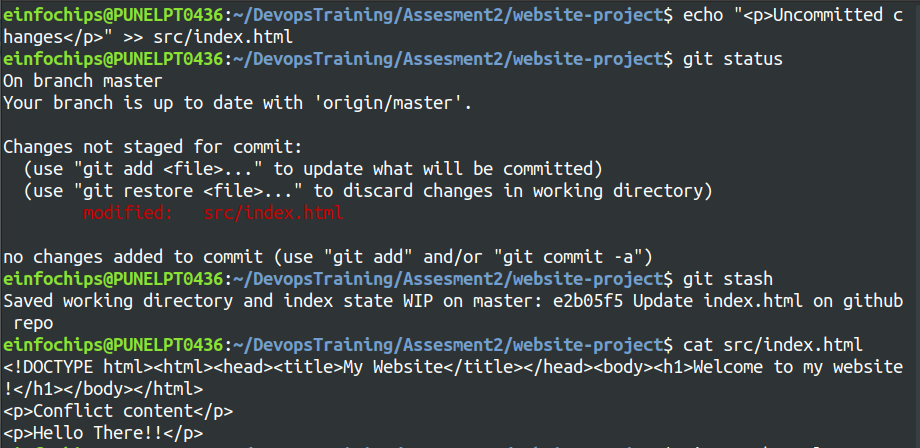 einfochips@PUNELPT0436:~/DevopsTraining/Assesment2/website-project$ echo "<p>Uncommitted c
hanges</p>" >> src/index.html
einfochips@PUNELPT0436:~/DevopsTraining/Assesment2/website-project$ git status
On branch master
Your branch is up to date with 'origin/master'.

Changes not staged for commit:
  (use "git add <file>..." to update what will be committed)
  (use "git restore <file>..." to discard changes in working directory)
        modified:   src/index.html

no changes added to commit (use "git add" and/or "git commit -a")
einfochips@PUNELPT0436:~/DevopsTraining/Assesment2/website-project$ git stash
Saved working directory and index state WIP on master: e2b05f5 Update index.html on github
 repo
einfochips@PUNELPT0436:~/DevopsTraining/Assesment2/website-project$ cat src/index.html
<!DOCTYPE html><html><head><title>My Website</title></head><body><h1>Welcome to my website
!</h1></body></html>
<p>Conflict content</p>
<p>Hello There!!</p>